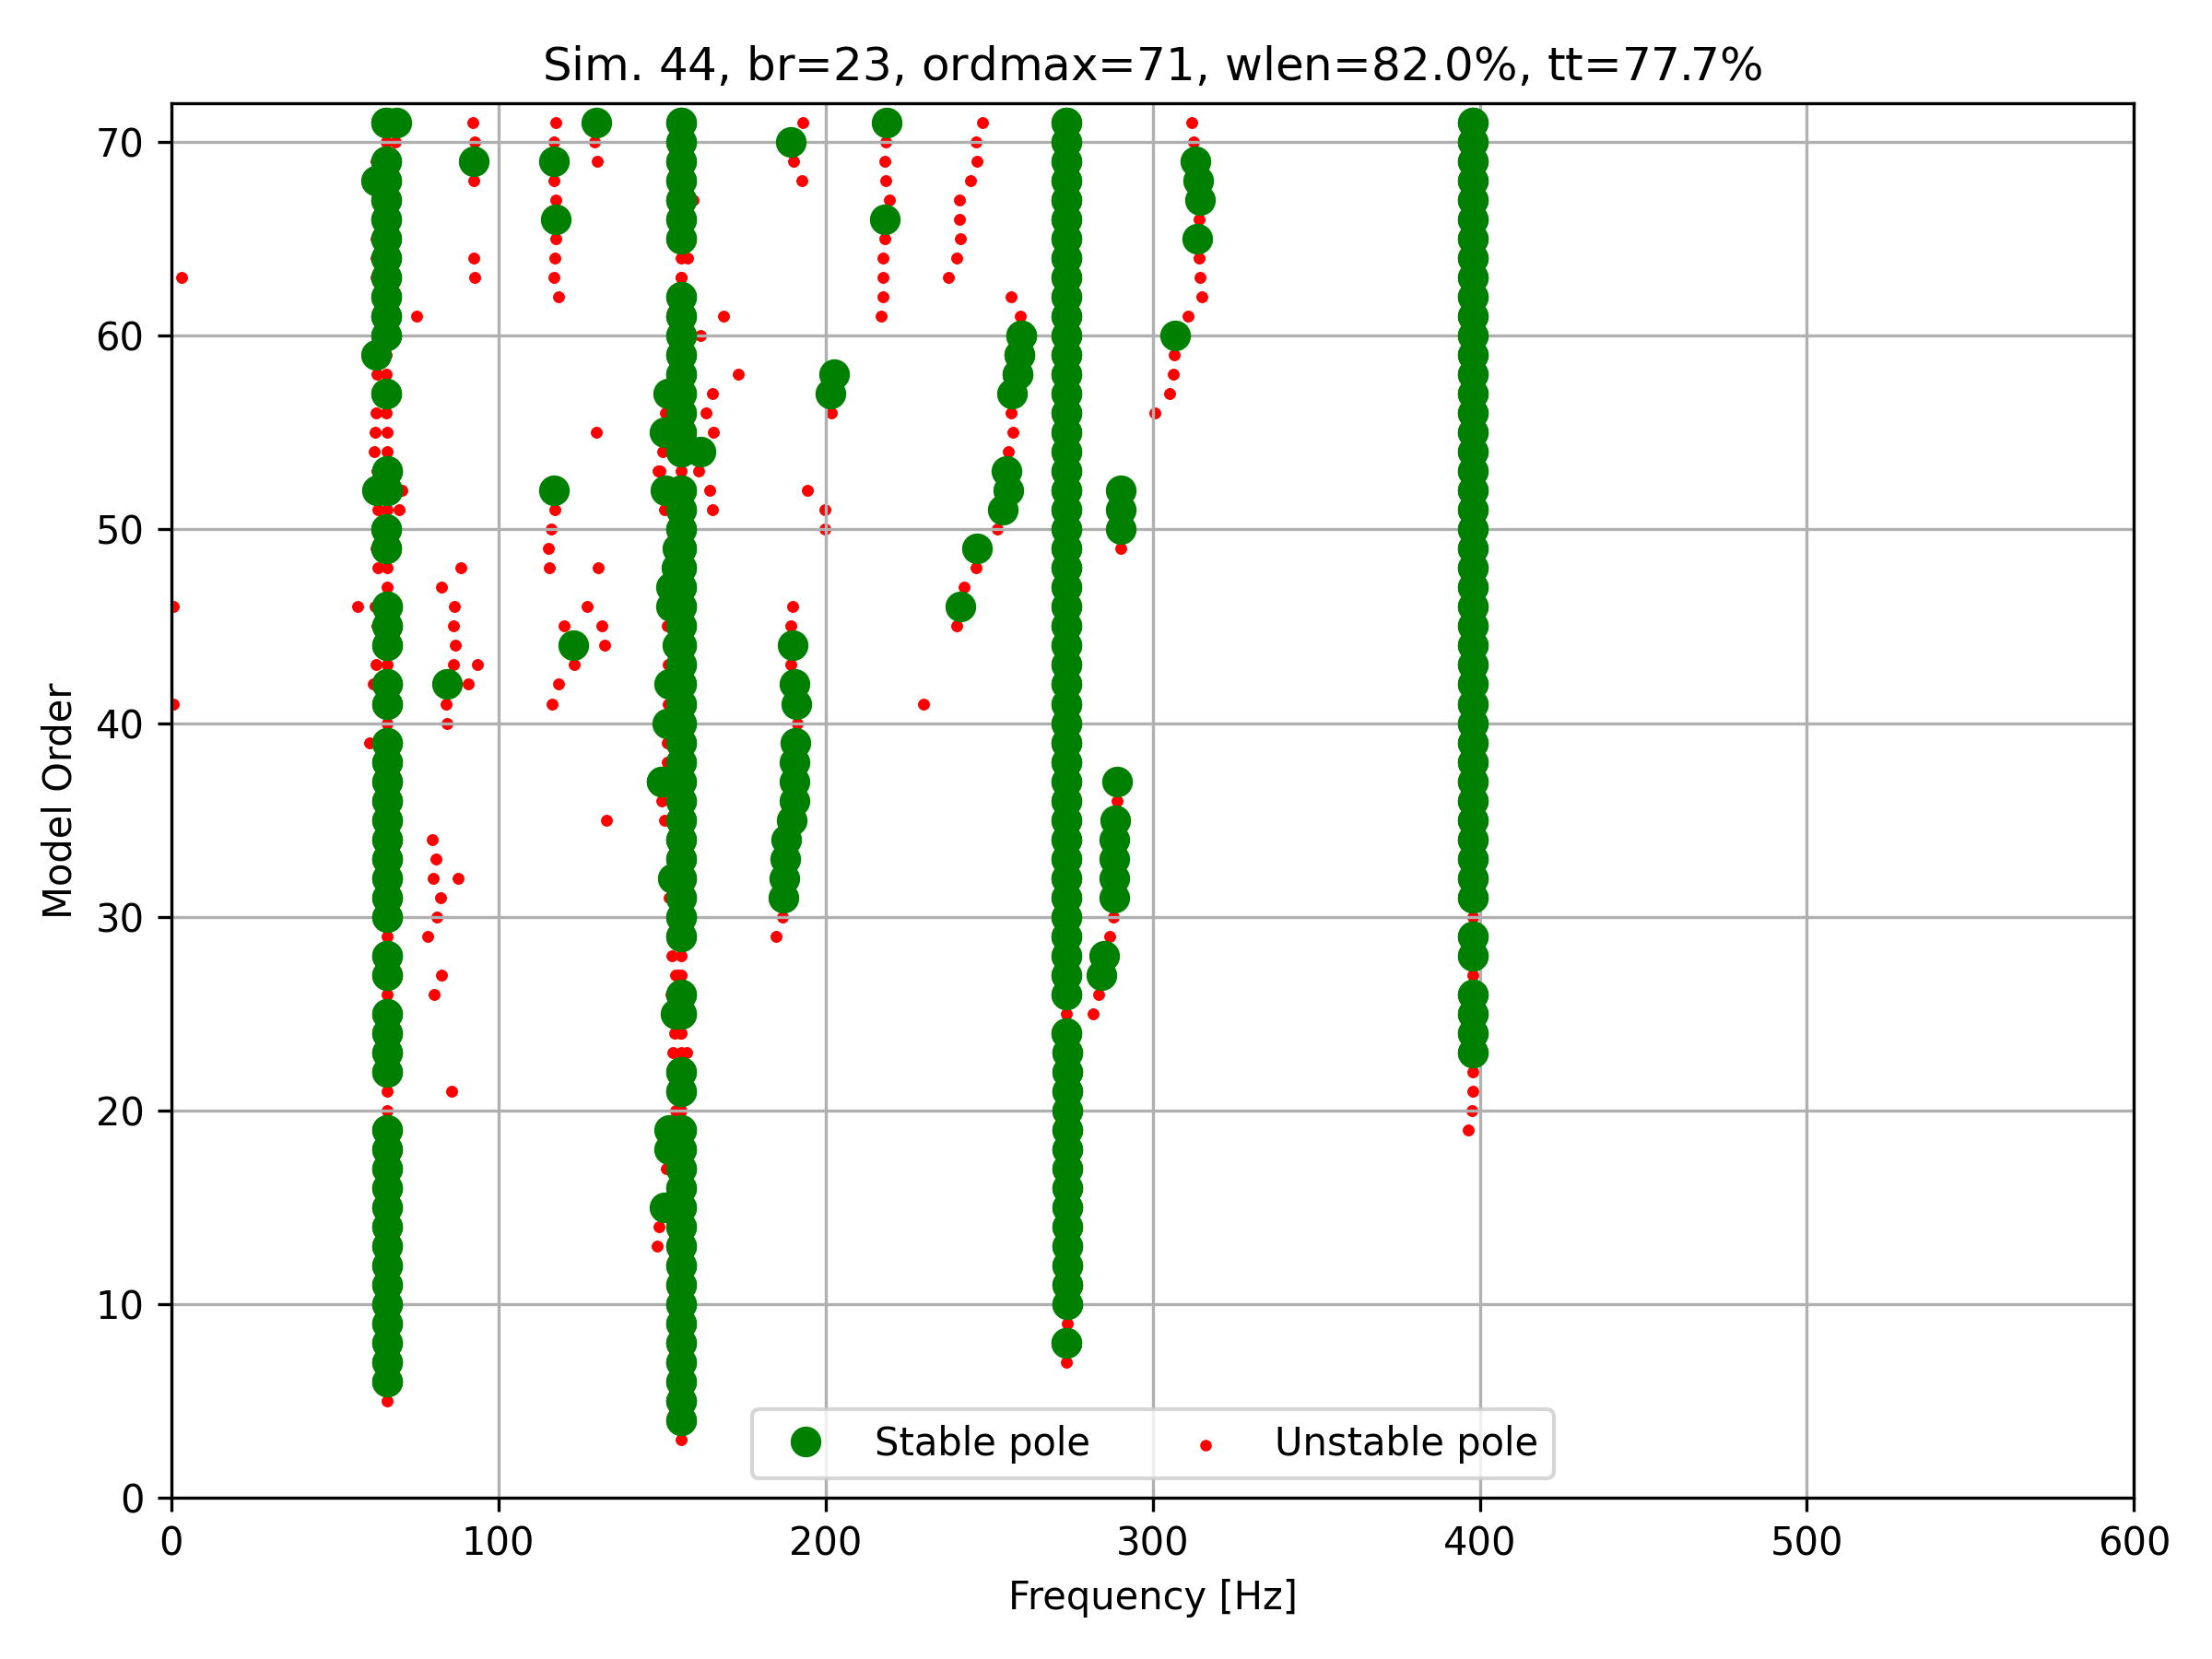 Sim. 44, br=23, ordmax=71, wlen=82.0%, tt=77.7%
Model Order
70
60
50
40
30
20
10
0
Stable pole Unstable pole
0 100 200 300 400 500 600
Frequency [Hz]